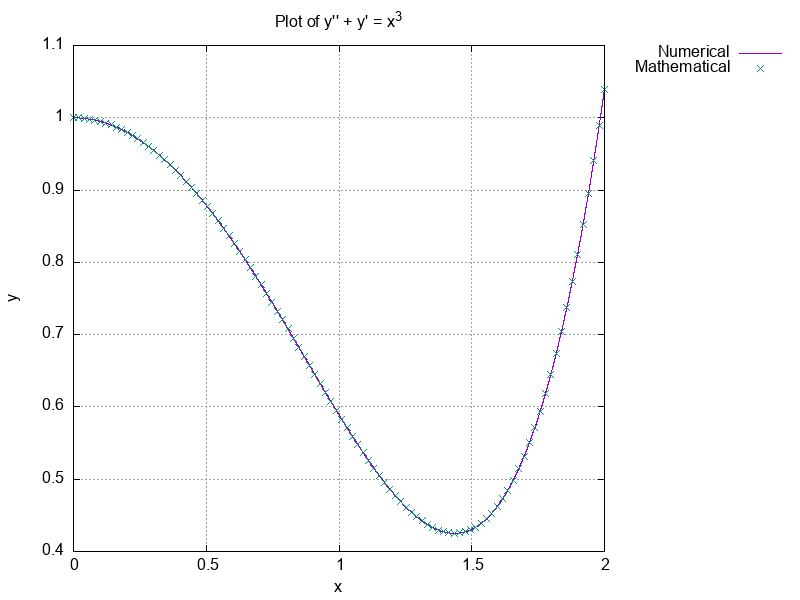 Plot of y'' + y' = x³
Numerical
Mathematical
1.1
1
0.9
0.8
0.7
0.6
0.5
0.4
y
0 0.5 1 1.5 2
x